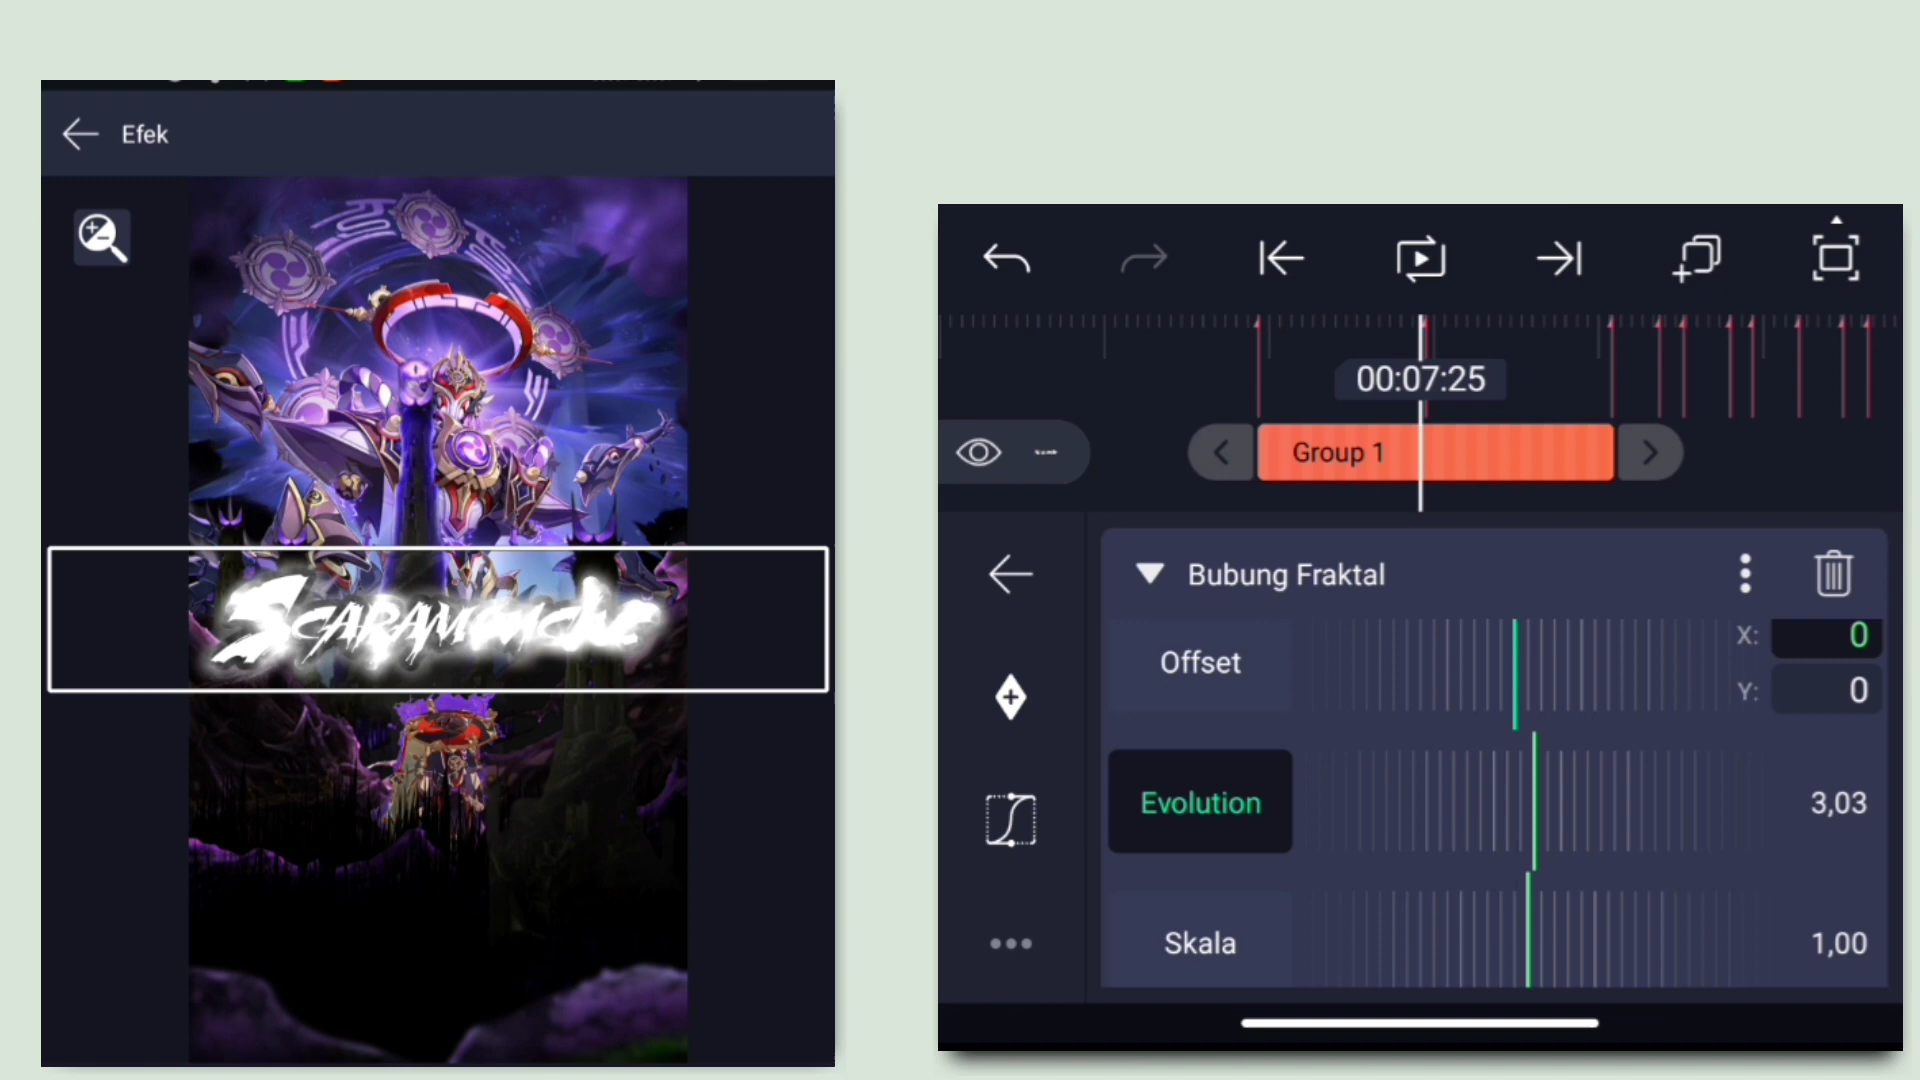 Efek
Scaramouche
00:07:25
Group 1
Bubung Fraktal
Offset
X: 0
Y: 0
Evolution
3,03
Skala
1,00